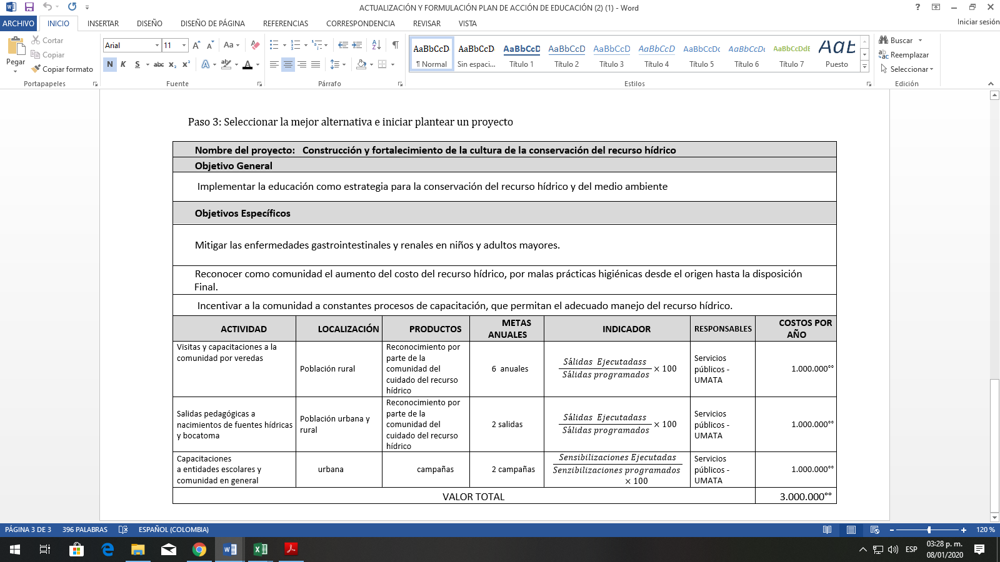 ACTUALIZACIÓN Y FORMULACIÓN PLAN DE ACCIÓN DE EDUCACIÓN (2) (1) - Word
ARCHIVO INICIO INSERTAR DISEÑO DISEÑO DE PÁGINA REFERENCIAS CORRESPONDENCIA REVISAR VISTA Iniciar sesión
Pegar
Cortar
Copiar
Copiar formato
Portapapeles
Arial 11
N K S abc x₂ x²
Fuente
Párrafo
AaBbCcD AaBbCcD AaBbCcD AaBbCcD AaBbCcD AaBbCcD AaBbCcDc AaBbCcDc AaBbCcDdE AaB
¶ Normal Sin espaci... Título 1 Título 2 Título 3 Título 4 Título 5 Título 6 Título 7 Puesto
Estilos
Buscar
Reemplazar
Seleccionar
Edición
Paso 3: Seleccionar la mejor alternativa e iniciar plantear un proyecto
Nombre del proyecto: Construcción y fortalecimiento de la cultura de la conservación del recurso hídrico
Objetivo General
Implementar la educación como estrategia para la conservación del recurso hídrico y del medio ambiente
Objetivos Específicos
Mitigar las enfermedades gastrointestinales y renales en niños y adultos mayores.
Reconocer como comunidad el aumento del costo del recurso hídrico, por malas prácticas higiénicas desde el origen hasta la disposición
Final.
Incentivar a la comunidad a constantes procesos de capacitación, que permitan el adecuado manejo del recurso hídrico.
ACTIVIDAD
LOCALIZACIÓN
PRODUCTOS
METAS
ANUALES
INDICADOR
RESPONSABLES
COSTOS POR
AÑO
Visitas y capacitaciones a la
comunidad por veredas
Población rural
Reconocimiento por
parte de la
comunidad del
cuidado del recurso
hídrico
6 anuales
Sálidas Ejecutadass
Sálidas programados × 100
Servicios
públicos -
UMATA
1.000.000°°
Salidas pedagógicas a
nacimientos de fuentes hídricas
y bocatoma
Población urbana y
rural
Reconocimiento por
parte de la
comunidad del
cuidado del recurso
hídrico
2 salidas
Sálidas Ejecutadass
Sálidas programados × 100
Servicios
públicos -
UMATA
1.000.000°°
Capacitaciones
a entidades escolares y
comunidad en general
urbana
campañas
2 campañas
Sensibilizaciones Ejecutadas
Senzibilizaciones programados
× 100
Servicios
públicos -
UMATA
1.000.000°°
VALOR TOTAL 3.000.000°°
PÁGINA 3 DE 3 396 PALABRAS ESPAÑOL (COLOMBIA) 120 %
ESP
03:28 p. m.
08/01/2020